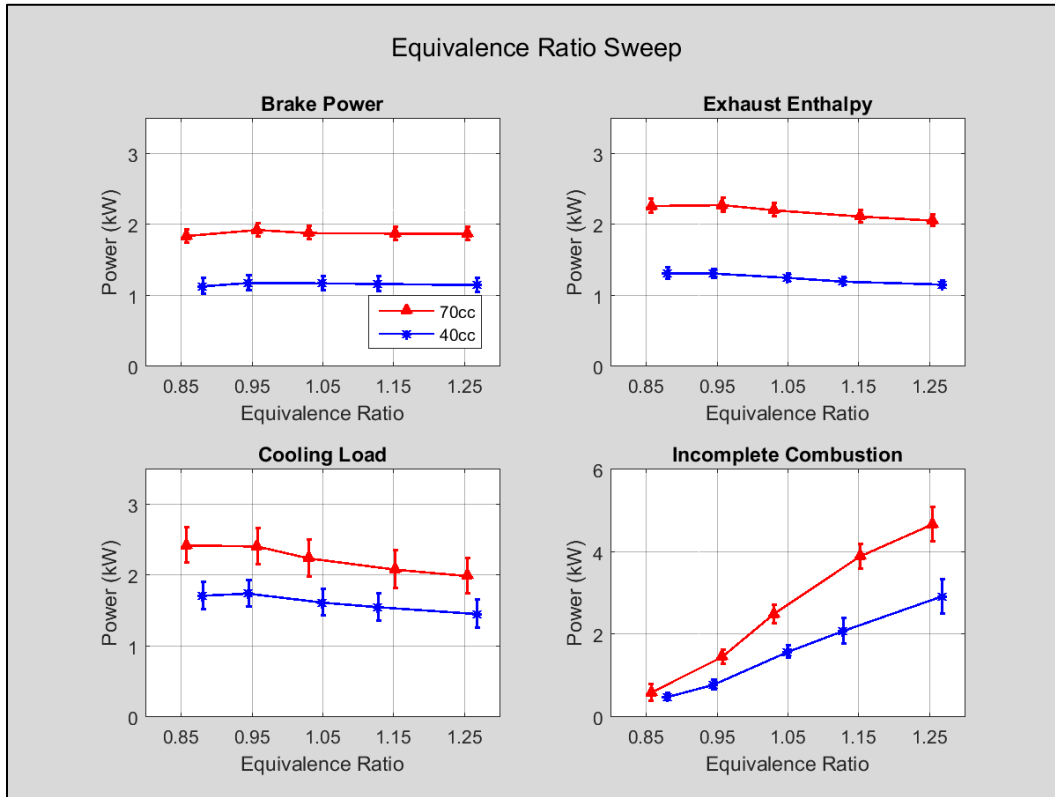 Equivalence Ratio Sweep
Brake Power
Power (kW)
3
2
1
0
0.85 0.95 1.05 1.15 1.25
Equivalence Ratio
70cc
40cc
Exhaust Enthalpy
Power (kW)
3
2
1
0
0.85 0.95 1.05 1.15 1.25
Equivalence Ratio
Cooling Load
Power (kW)
3
2
1
0
0.85 0.95 1.05 1.15 1.25
Equivalence Ratio
Incomplete Combustion
Power (kW)
6
4
2
0
0.85 0.95 1.05 1.15 1.25
Equivalence Ratio